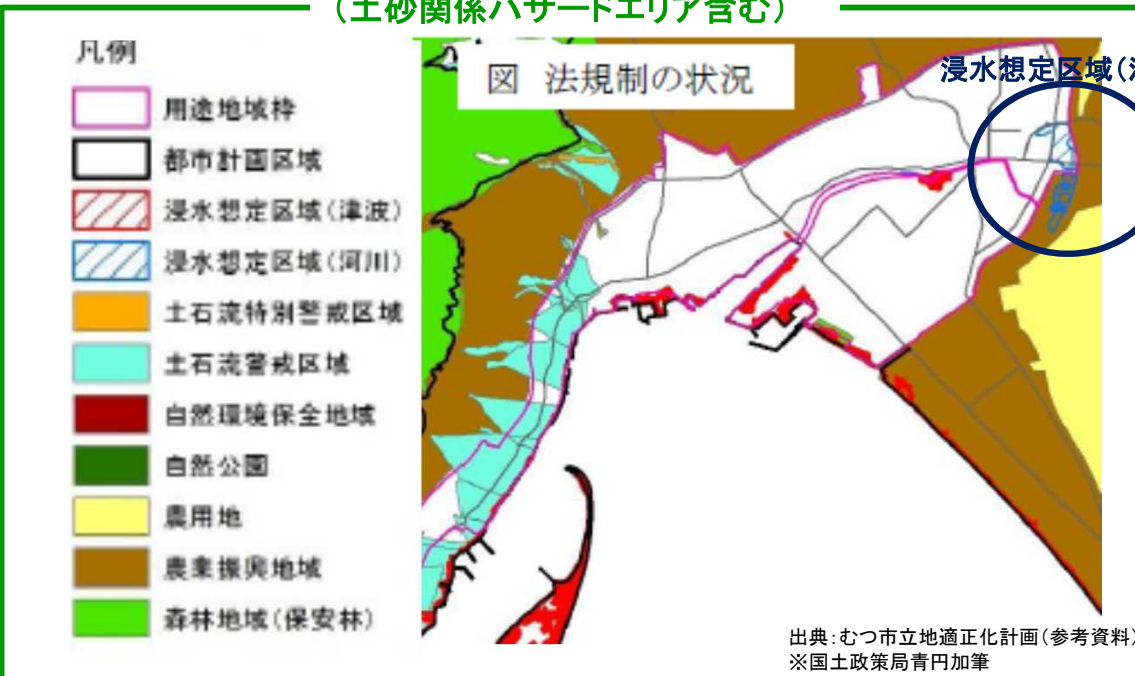 (土砂関係ハザードエリア含む)
凡例
図 法規制の状況
浸水想定区域(
用途地域枠
都市計画区域
浸水想定区域(津波)
浸水想定区域(河川)
土石流特別警戒区域
土石流警戒区域
自然環境保全地域
自然公園
農用地
農業振興地域
森林地域(保安林)
出典:むつ市立地適正化計画(参考資料)
※国土政策局青円加筆